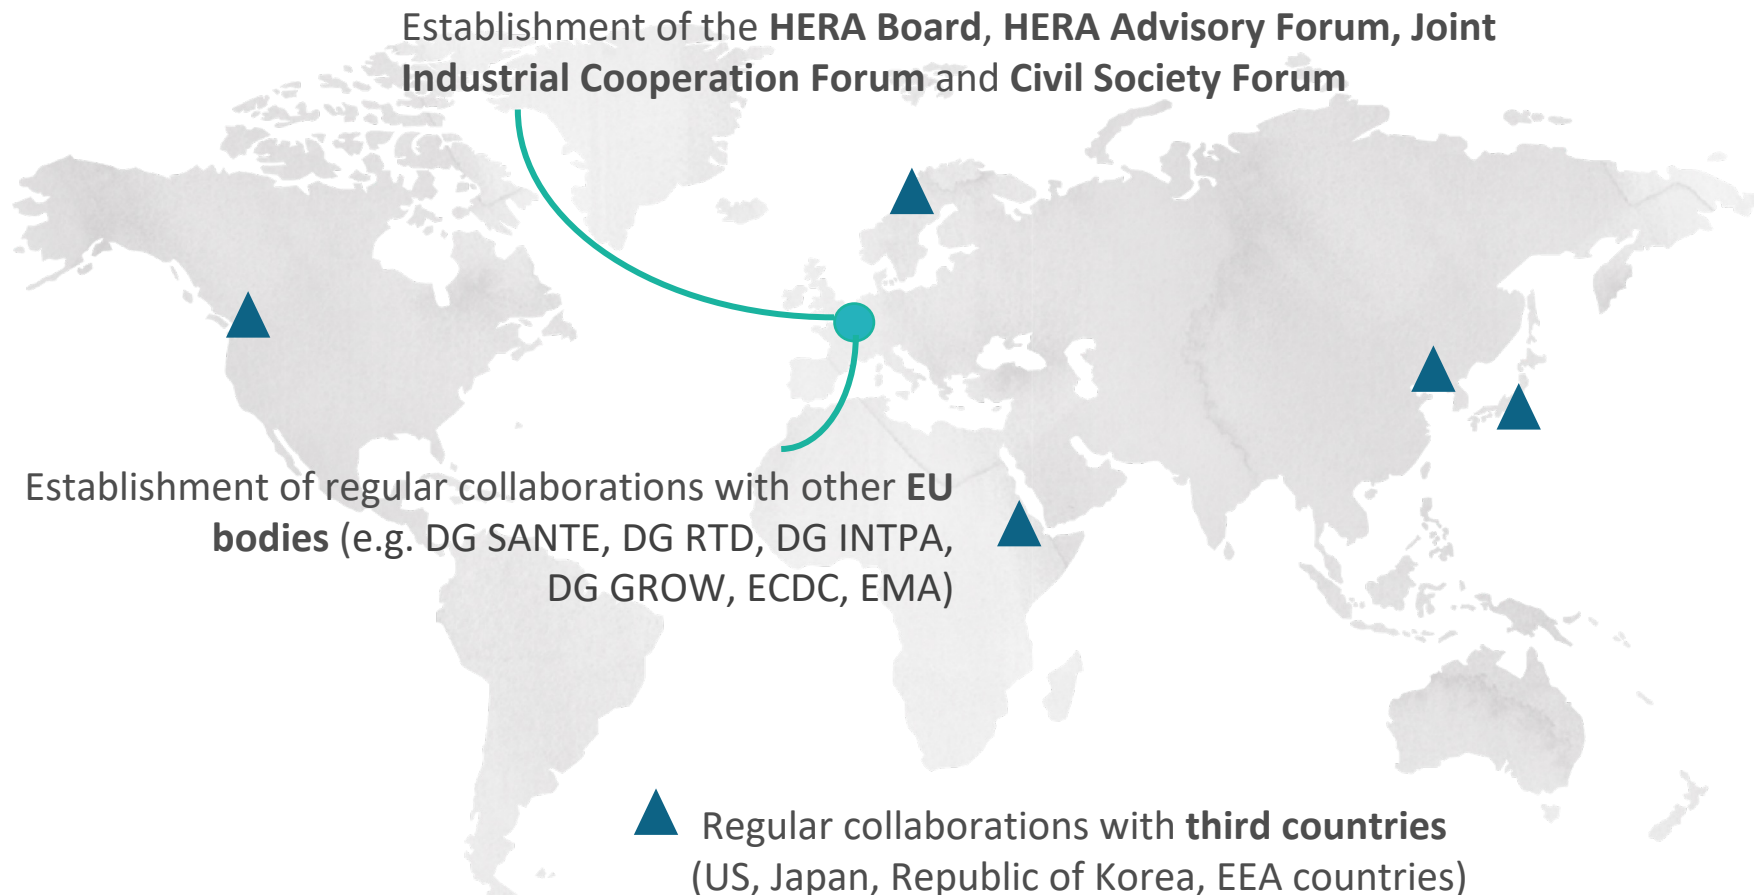 Establishment of the HERA Board, HERA Advisory Forum, Joint
Industrial Cooperation Forum and Civil Society Forum
Establishment of regular collaborations with other EU
bodies (e.g. DG SANTE, DG RTD, DG INTPA,
DG GROW, ECDC, EMA)
Regular collaborations with third countries
(US, Japan, Republic of Korea, EEA countries)